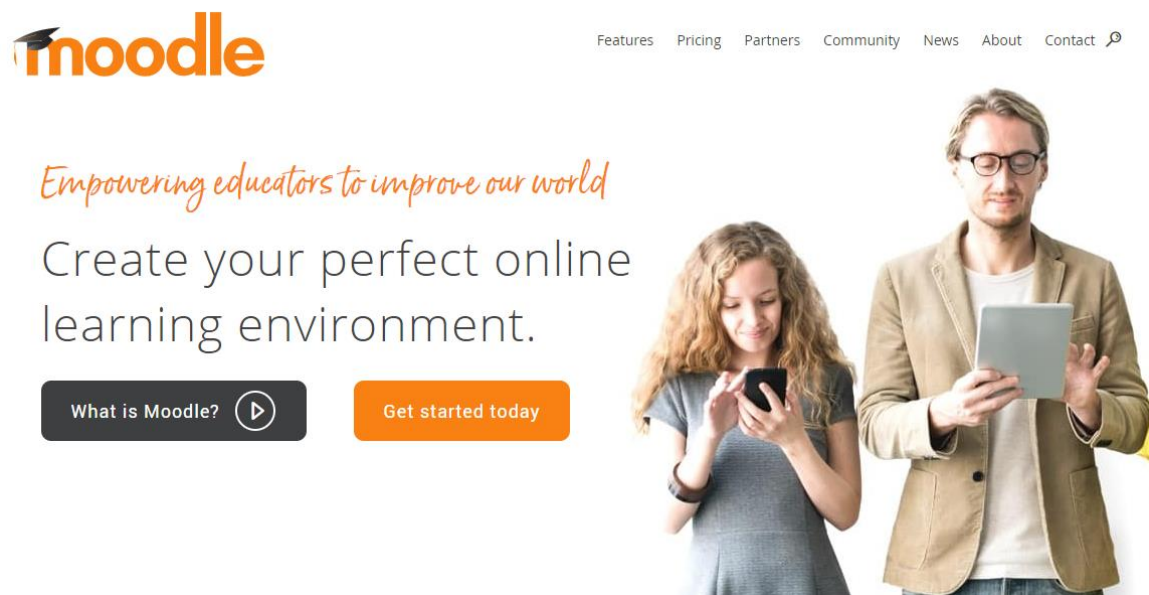 moodle
Features Pricing Partners Community News About Contact
Empowering educators to improve our world
Create your perfect online
learning environment.
What is Moodle? Get started today